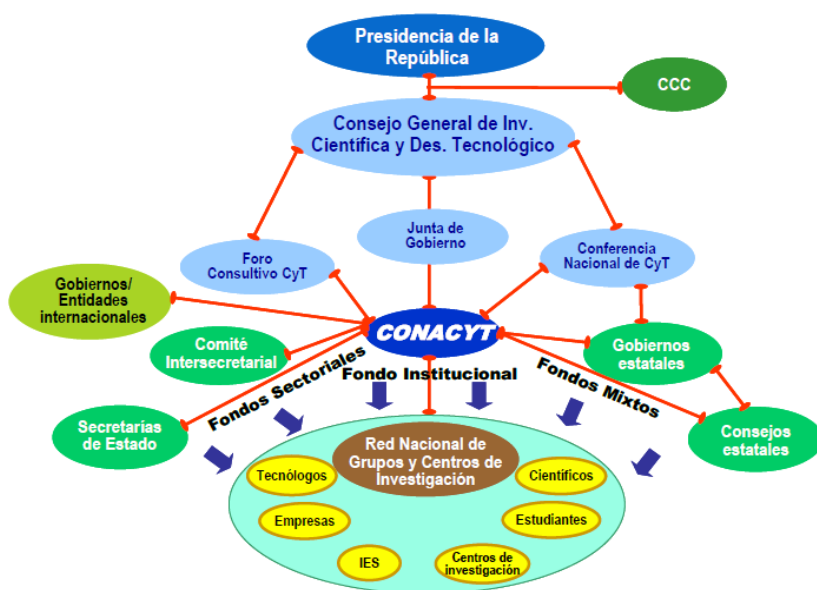 Presidencia de la
República
CCC
Consejo General de Inv.
Científica y Des. Tecnológico
Junta de
Gobierno
Foro
Consultivo CyT
Conferencia
Nacional de CyT
Gobiernos/
Entidades
internacionales
CONACYT
Comité
Intersecretarial
Gobiernos
estatales
Fondos Sectoriales
Fondo Institucional
Fondos Mixtos
Secretarías
de Estado
Consejos
estatales
Red Nacional de
Grupos y Centros de
Investigación
Tecnólogos
Científicos
Empresas
Estudiantes
IES
Centros de
investigación